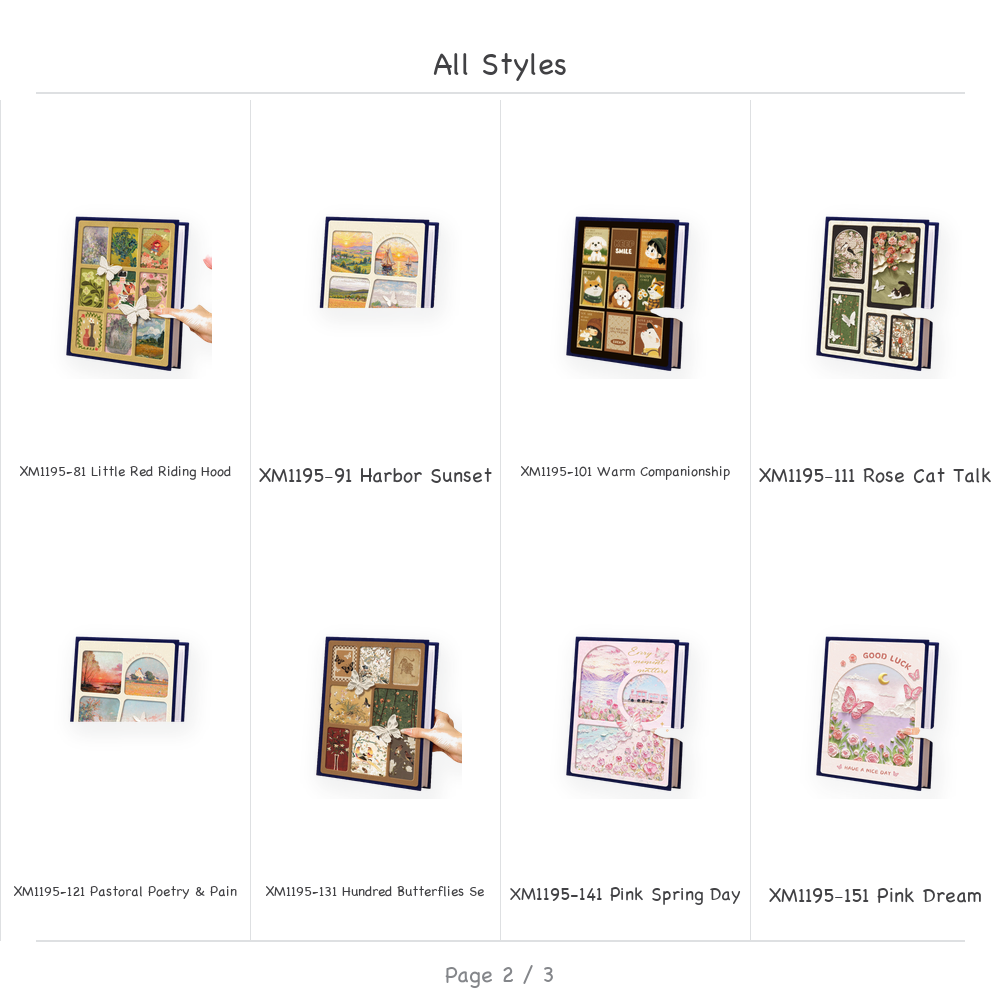 All Styles
KEEP
SMILE
XM1195-81 Little Red Riding Hood
XM1195-91 Harbor Sunset
XM1195-101 Warm Companionship
XM1195-111 Rose Cat Talk
GOOD LUCK
HAVE A NICE DAY
XM1195-121 Pastoral Poetry & Pain
XM1195-131 Hundred Butterflies Se
XM1195-141 Pink Spring Day
XM1195-151 Pink Dream
Page 2 / 3